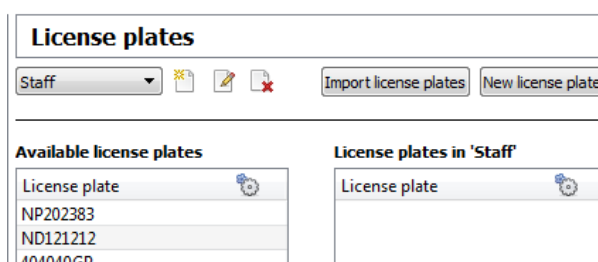 License plates
Staff
Import license plates
New license plate
Available license plates
License plates in 'Staff'
License plate
License plate
NP202383
ND121212
404040GP